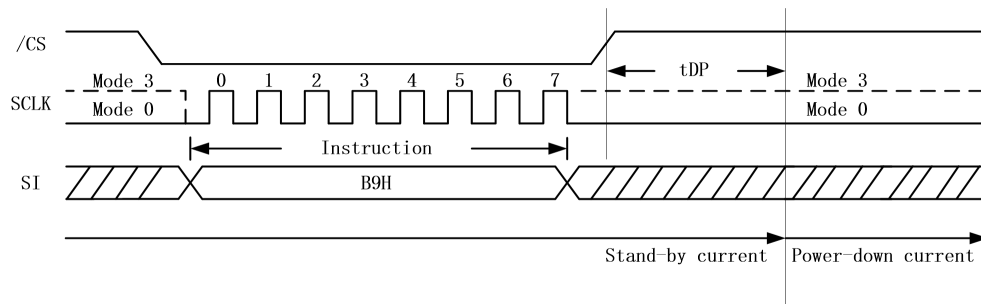 /CS
tDP
Mode 3 0 1 2 3 4 5 6 7 Mode 3
SCLK
Mode 0 Mode 0
Instruction
SI B9H
Stand-by current Power-down current